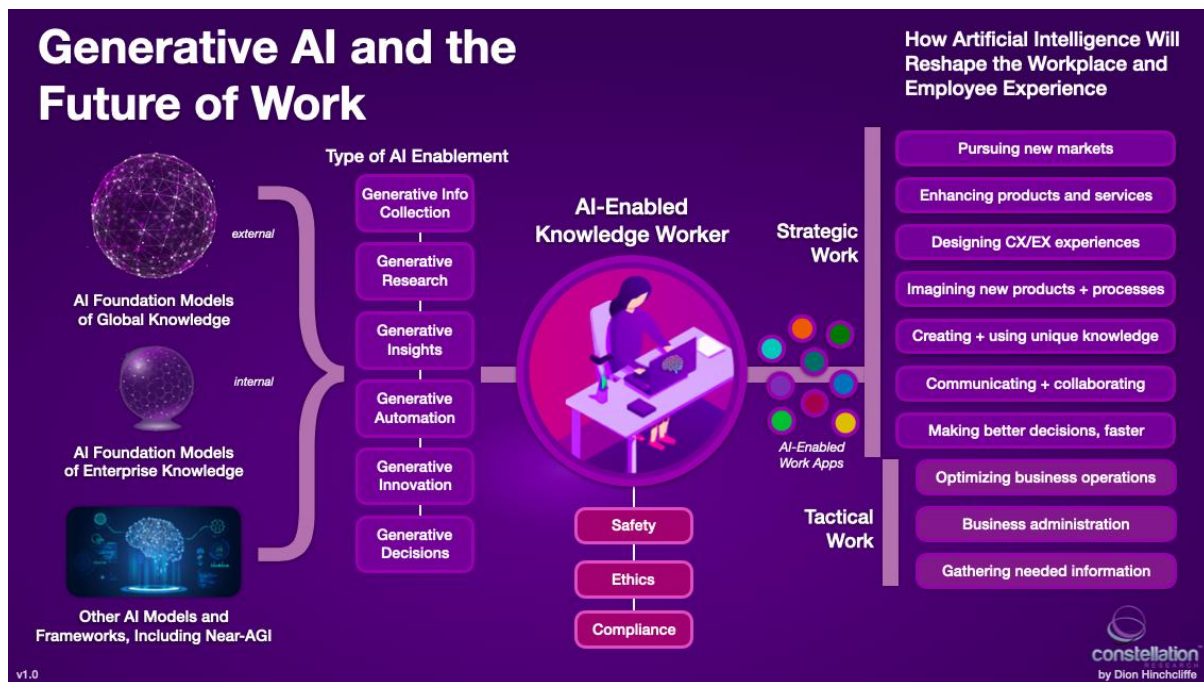 Generative AI and the
Future of Work
How Artificial Intelligence Will
Reshape the Workplace and
Employee Experience
external
AI Foundation Models
of Global Knowledge
internal
AI Foundation Models
of Enterprise Knowledge
Other AI Models and
Frameworks, Including Near-AGI
Type of AI Enablement
Generative Info
Collection
Generative
Research
Generative
Insights
Generative
Automation
Generative
Innovation
Generative
Decisions
AI-Enabled
Knowledge Worker
Safety
Ethics
Compliance
AI-Enabled
Work Apps
Strategic
Work
Pursuing new markets
Enhancing products and services
Designing CX/EX experiences
Imagining new products + processes
Creating + using unique knowledge
Communicating + collaborating
Making better decisions, faster
Tactical
Work
Optimizing business operations
Business administration
Gathering needed information
constellation
RESEARCH
by Dion Hinchcliffe
v1.0